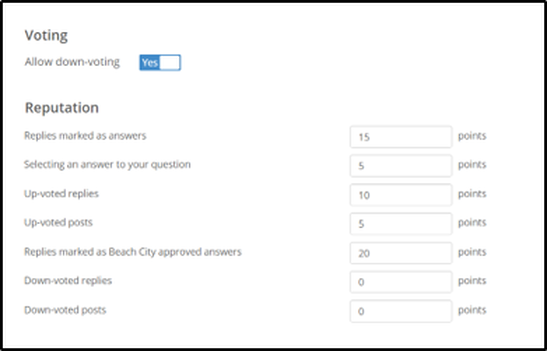 Voting
Allow down-voting Yes
Reputation
Replies marked as answers 15 points
Selecting an answer to your question 5 points
Up-voted replies 10 points
Up-voted posts 5 points
Replies marked as Beach City approved answers 20 points
Down-voted replies 0 points
Down-voted posts 0 points